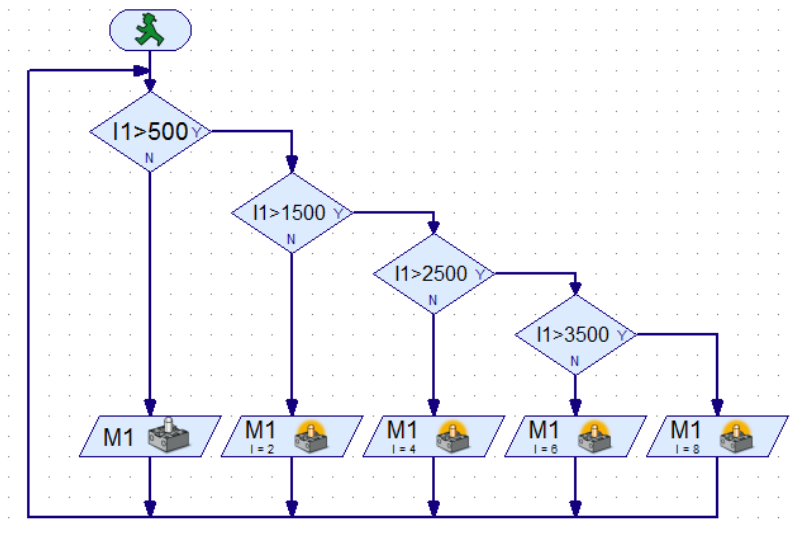 I1>500 Y
N
I1>1500 Y
N
I1>2500 Y
N
I1>3500 Y
N
M1
M1
I = 2
M1
I = 4
M1
I = 6
M1
I = 8